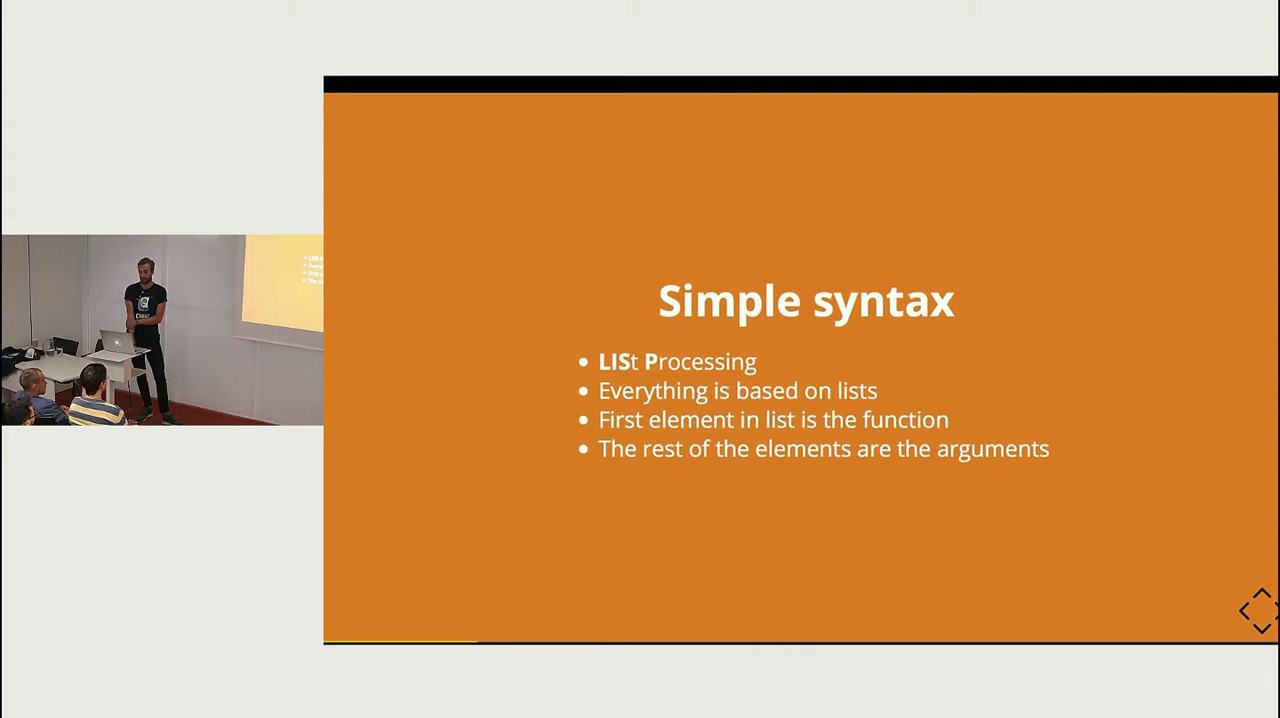 Simple syntax
LISt Processing
Everything is based on lists
First element in list is the function
The rest of the elements are the arguments